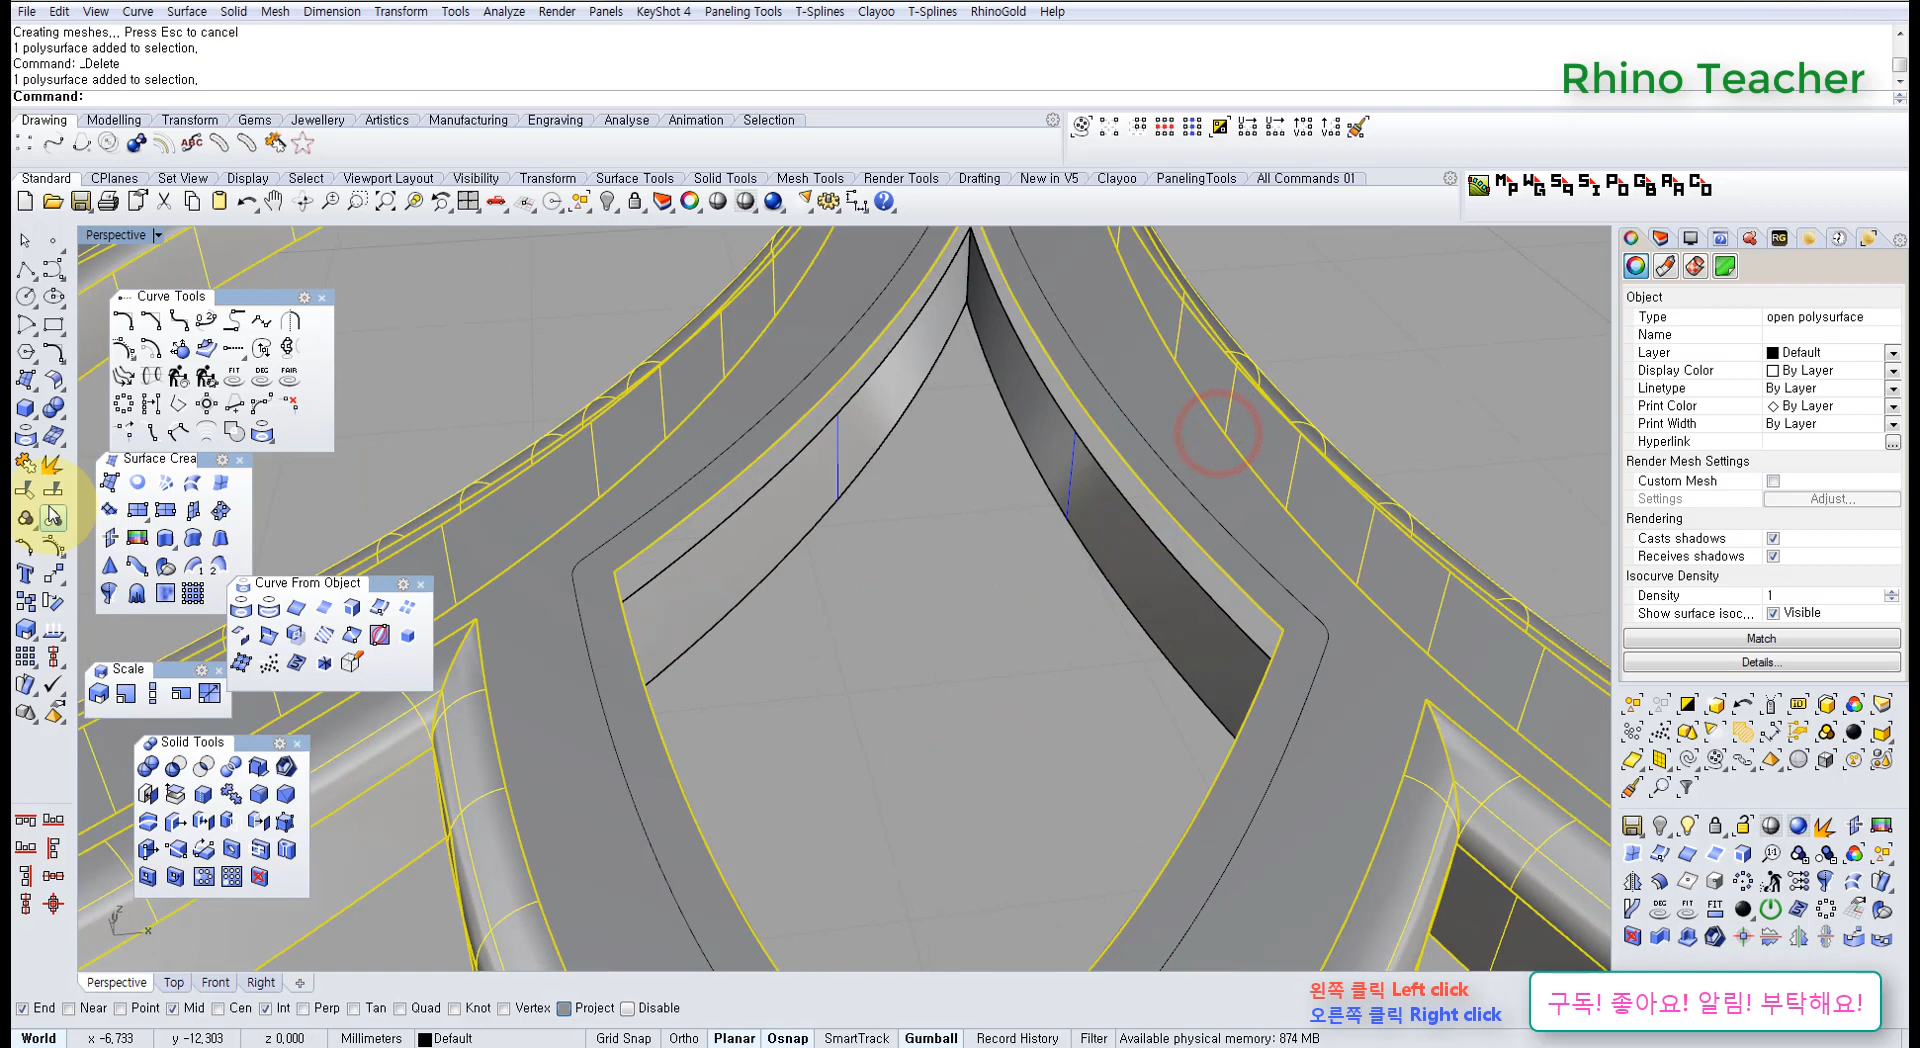 File Edit View Curve Surface Solid Mesh Dimension Transform Tools Analyze Render Panels KeyShot 4 Paneling Tools T-Splines Clayoo T-Splines RhinoGold Help
Creating meshes... Press Esc to cancel
1 polysurface added to selection.
Command: _Delete
1 polysurface added to selection.
Command:
Rhino Teacher
Drawing Modelling Transform Gems Jewellery Artistics Manufacturing Engraving Analyse Animation Selection
Standard CPlanes Set View Display Select Viewport Layout Visibility Transform Surface Tools Solid Tools Mesh Tools Render Tools Drafting New in V5 Clayoo PanelingTools All Commands 01
Perspective
Curve Tools
Surface Crea
Curve From Object
Scale
Solid Tools
Object
Type open polysurface
Name
Layer Default
Display Color By Layer
Linetype By Layer
Print Color By Layer
Print Width By Layer
Hyperlink
Render Mesh Settings
Custom Mesh
Settings Adjust...
Rendering
Casts shadows
Receives shadows
Isocurve Density
Density 1
Show surface isoc... Visible
Match
Details...
Perspective Top Front Right
End Near Point Mid Cen Int Perp Tan Quad Knot Vertex Project Disable
왼쪽 클릭 Left click
오른쪽 클릭 Right click
구독! 좋아요! 알림! 부탁해요!
World x -6,733 y -12,303 z 0,000 Millimeters Default Grid Snap Ortho Planar Osnap SmartTrack Gumball Record History Filter Available physical memory: 874 MB